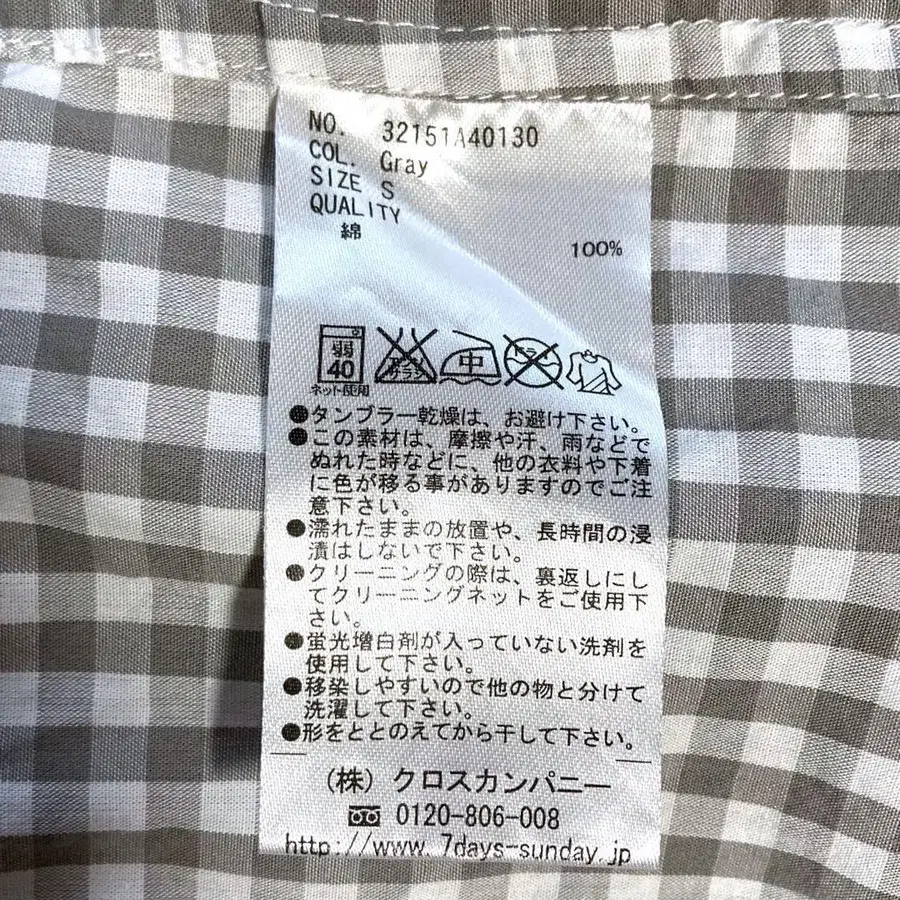 NO. 32151A40130
COL. Gray
SIZE S
QUALITY
綿 100%
弱
40
ネット使用
エンソ
サラシ
中
ドライ
●タンブラー乾燥は、お避け下さい。
●この素材は、摩擦や汗、雨などで
ぬれた時などに、他の衣料や下着
に色が移る事がありますのでご注
意下さい。
●濡れたままの放置や、長時間の浸
漬はしないで下さい。
●クリーニングの際は、裏返しにし
てクリーニングネットをご使用下
さい。
●蛍光増白剤が入っていない洗剤を
使用して下さい。
●移染しやすいので他の物と分けて
洗濯して下さい。
●形をととのえてから干して下さい。
(株) クロスカンパニー
0120-806-008
http://www.7days-sunday.jp